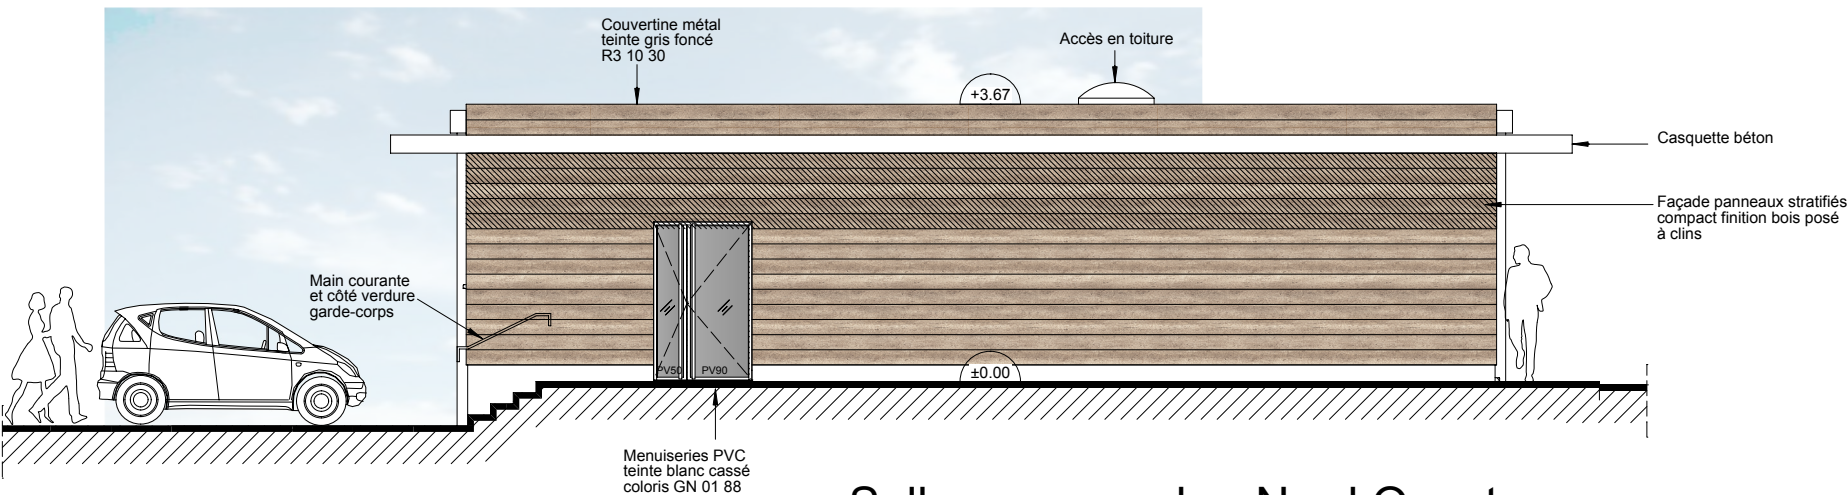 Couvertine métal
teinte gris foncé
R3 10 30
Accès en toiture
+3.67
Casquette béton
Façade panneaux stratifiés
compact finition bois posé
à clins
Main courante
et côté verdure
garde-corps
PV50
PV90
±0.00
Menuiseries PVC
teinte blanc cassé
coloris GN 01 88